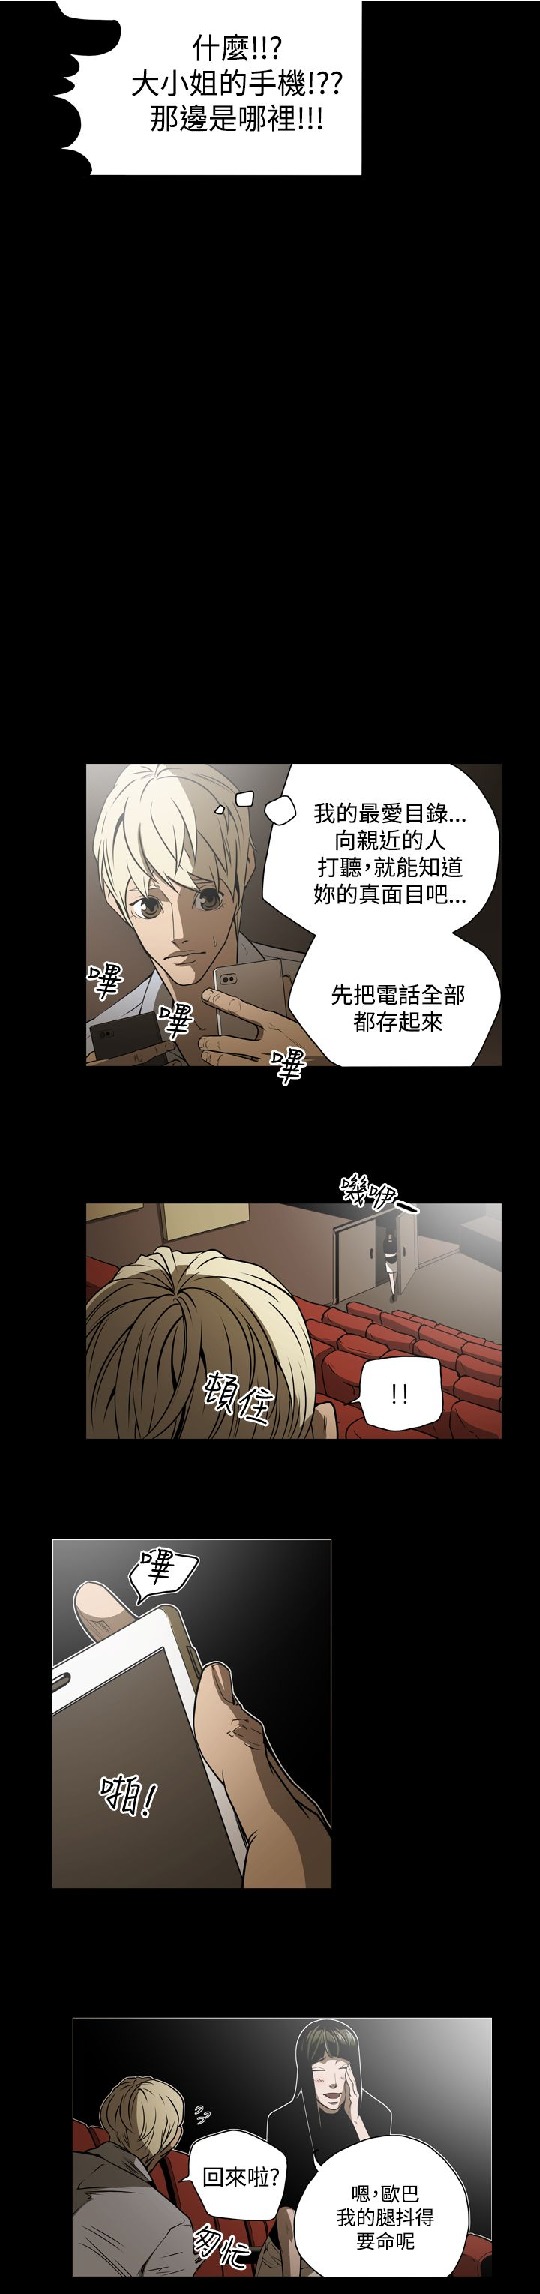 什麼!!?
大小姐的手機!??
那邊是哪裡!!!
我的最愛目錄...
向親近的人
打聽,就能知道
妳的真面目吧...
先把電話全部
都存起來
嗶
嗶
嗶
嘰咿—
頓住
!!
嗶
啪!
回來啦?
嗯,歐巴
我的腿抖得
要命呢
匆忙